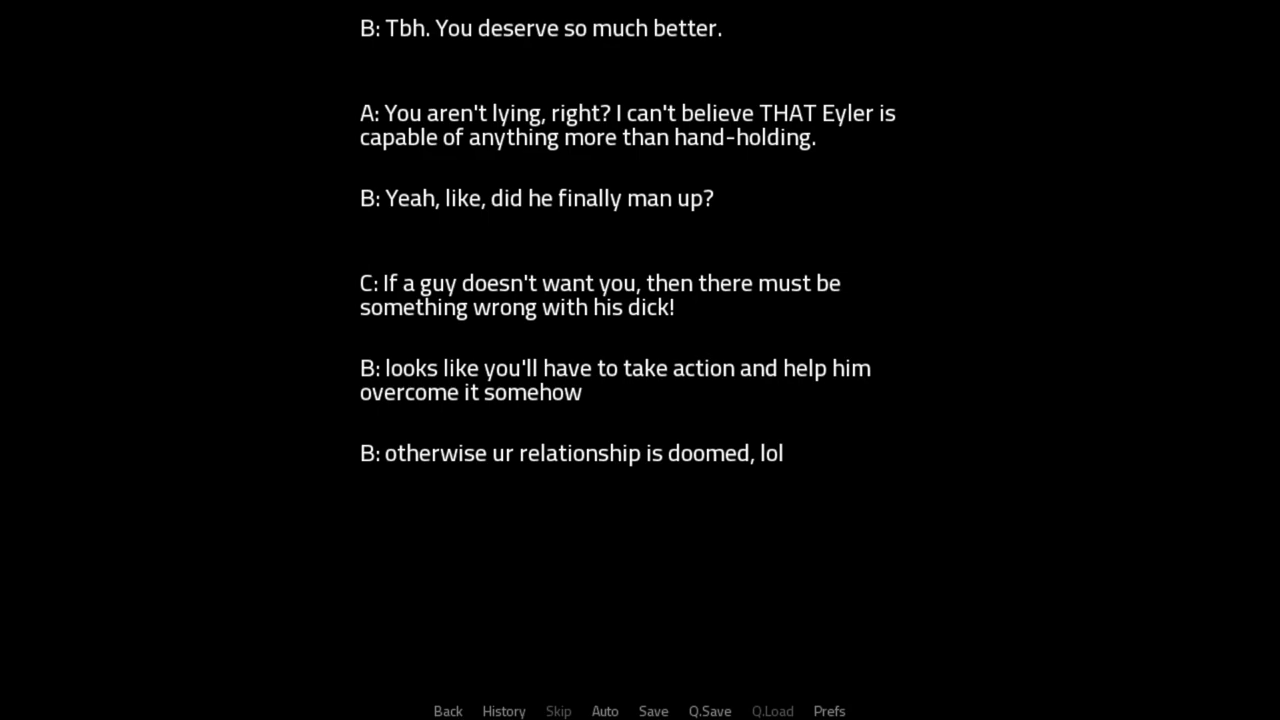 B: Tbh. You deserve so much better.
A: You aren't lying, right? I can't believe THAT Eyler is
capable of anything more than hand-holding.
B: Yeah, like, did he finally man up?
C: If a guy doesn't want you, then there must be
something wrong with his dick!
B: looks like you'll have to take action and help him
overcome it somehow
B: otherwise ur relationship is doomed, lol
Back History Skip Auto Save Q.Save Q.Load Prefs